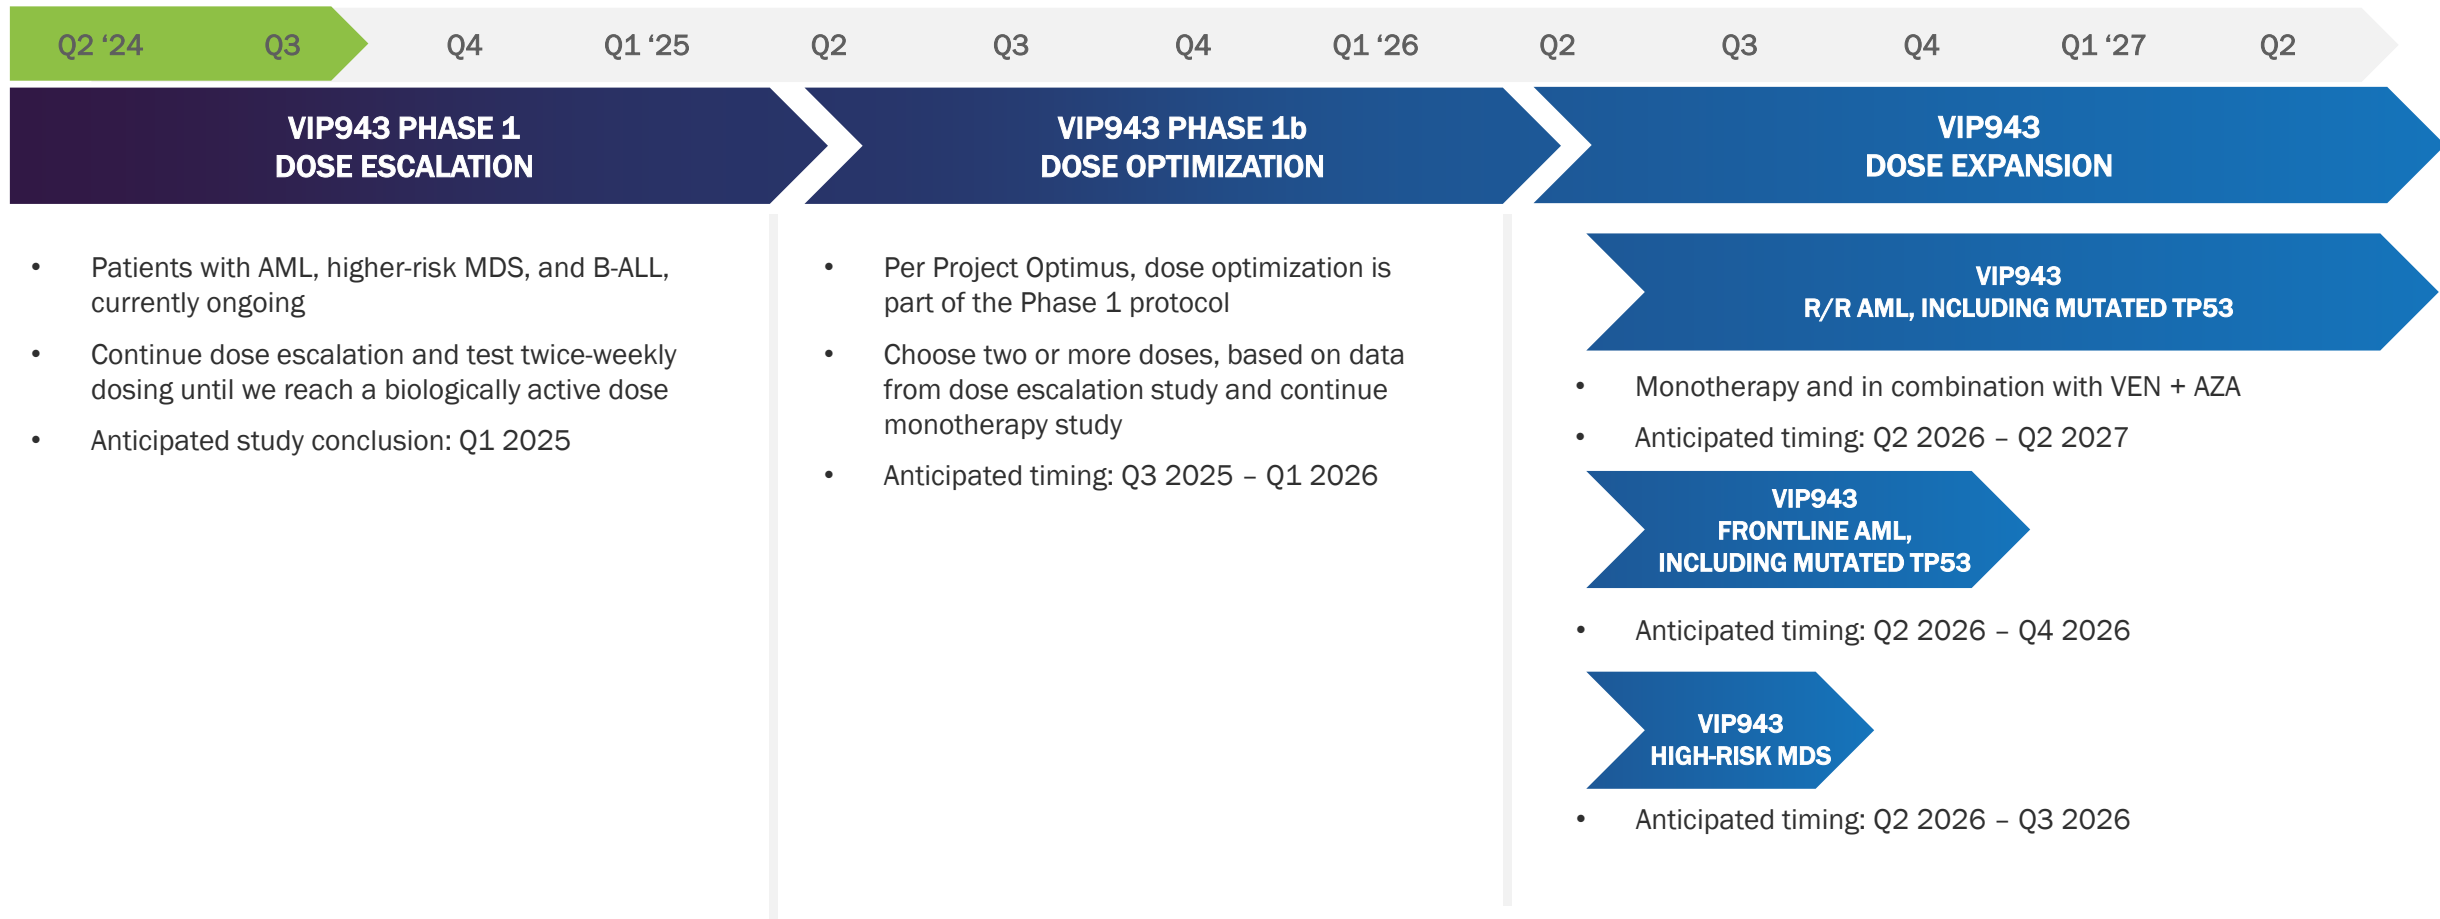 Q2 ‘24 Q3 Q4 Q1 ‘25 Q2 Q3 Q4 Q1 ‘26 Q2 Q3 Q4 Q1 ‘27 Q2
VIP943 PHASE 1
DOSE ESCALATION
• Patients with AML, higher-risk MDS, and B-ALL,
currently ongoing
• Continue dose escalation and test twice-weekly
dosing until we reach a biologically active dose
• Anticipated study conclusion: Q1 2025
VIP943 PHASE 1b
DOSE OPTIMIZATION
• Per Project Optimus, dose optimization is
part of the Phase 1 protocol
• Choose two or more doses, based on data
from dose escalation study and continue
monotherapy study
• Anticipated timing: Q3 2025 – Q1 2026
VIP943
DOSE EXPANSION
VIP943
R/R AML, INCLUDING MUTATED TP53
• Monotherapy and in combination with VEN + AZA
• Anticipated timing: Q2 2026 – Q2 2027
VIP943
FRONTLINE AML,
INCLUDING MUTATED TP53
• Anticipated timing: Q2 2026 – Q4 2026
VIP943
HIGH-RISK MDS
• Anticipated timing: Q2 2026 – Q3 2026